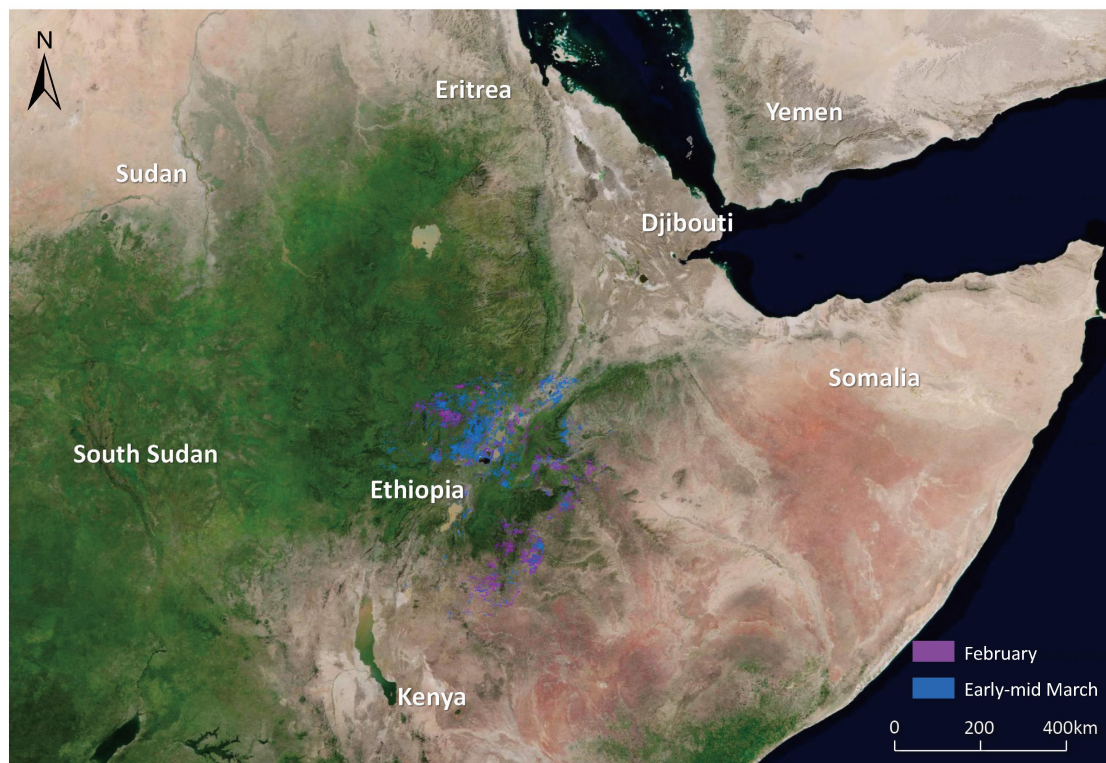 N
Eritrea
Yemen
Sudan
Djibouti
Somalia
South Sudan
Ethiopia
February
Early-mid March
Kenya
0 200 400km